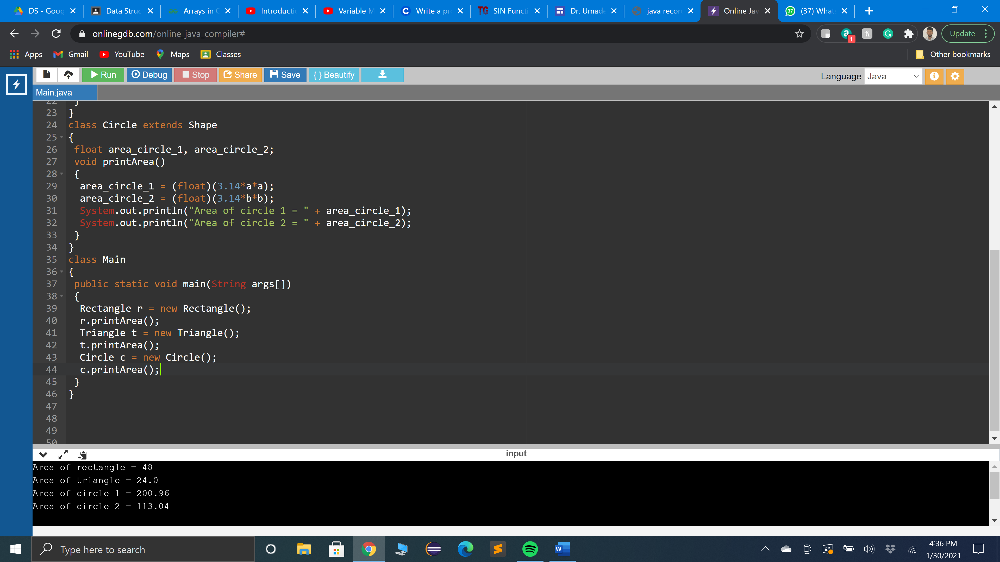 DS - Goog
Data Struc
Arrays in C
Introductio
Variable M
Write a pro
SIN Functi
Dr. Umade
java recor
Online Jav
(37) What
onlinegdb.com/online_java_compiler#
Update
Apps
Gmail
YouTube
Maps
Classes
Other bookmarks
Run
Debug
Stop
Share
Save
{ } Beautify
Language
Java
Main.java
22 }
23 }
24 class Circle extends Shape
25 {
26 float area_circle_1, area_circle_2;
27 void printArea()
28 {
29 area_circle_1 = (float)(3.14*a*a);
30 area_circle_2 = (float)(3.14*b*b);
31 System.out.println("Area of circle 1 = " + area_circle_1);
32 System.out.println("Area of circle 2 = " + area_circle_2);
33 }
34 }
35 class Main
36 {
37 public static void main(String args[])
38 {
39 Rectangle r = new Rectangle();
40 r.printArea();
41 Triangle t = new Triangle();
42 t.printArea();
43 Circle c = new Circle();
44 c.printArea();
45 }
46 }
47
48
49
50
input
Area of rectangle = 48
Area of triangle = 24.0
Area of circle 1 = 200.96
Area of circle 2 = 113.04
Type here to search
4:36 PM
1/30/2021